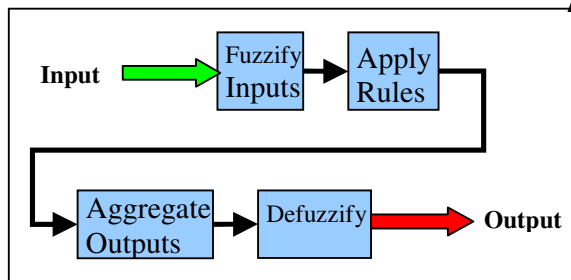 Input
Fuzzify
Inputs
Apply
Rules
Aggregate
Outputs
Defuzzify
Output